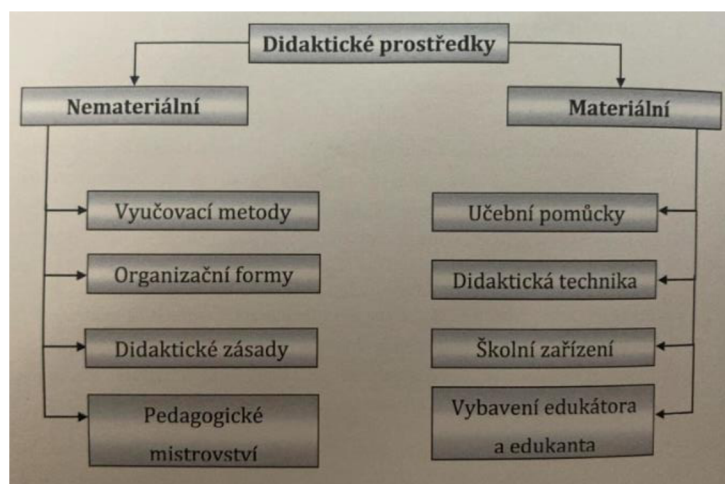 Didaktické prostředky
Nemateriální
Materiální
Vyučovací metody
Učební pomůcky
Organizační formy
Didaktická technika
Didaktické zásady
Školní zařízení
Pedagogické
mistrovství
Vybavení edukátora
a edukanta